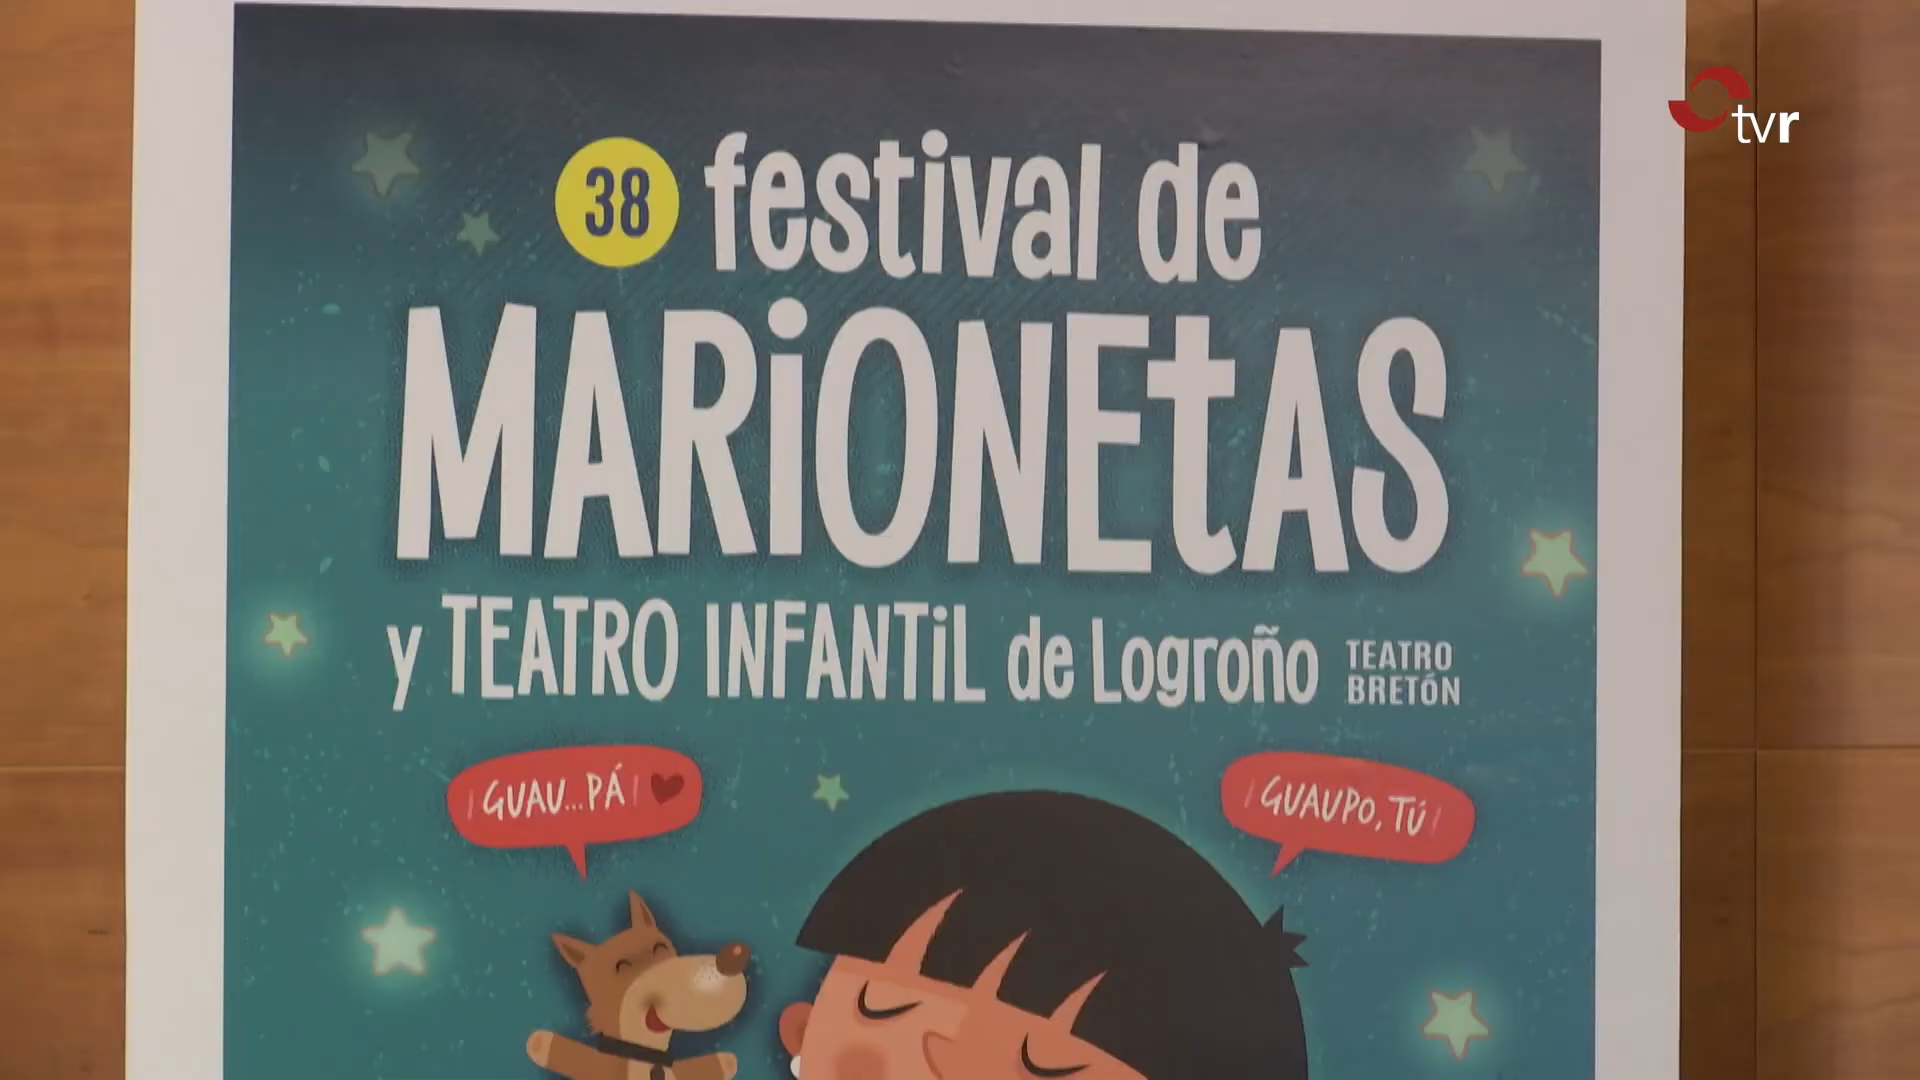 tvr
38 festival de
MARiONEtAS
y TEATRO INFANTiL de Logroño
TEATRO
BRETÓN
¡GUAU...PÁ!
¡GUAUPO, TÚ!